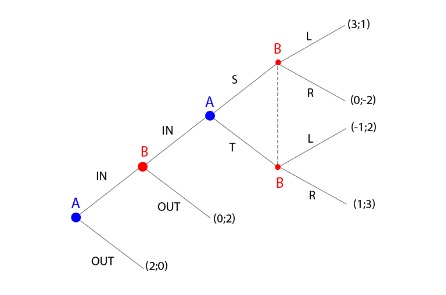 (3;1)
L
B
R
S
(0;-2)
A
IN
(-1;2)
T
L
B
B
R
IN
(1;3)
A
OUT
(0;2)
OUT
(2;0)